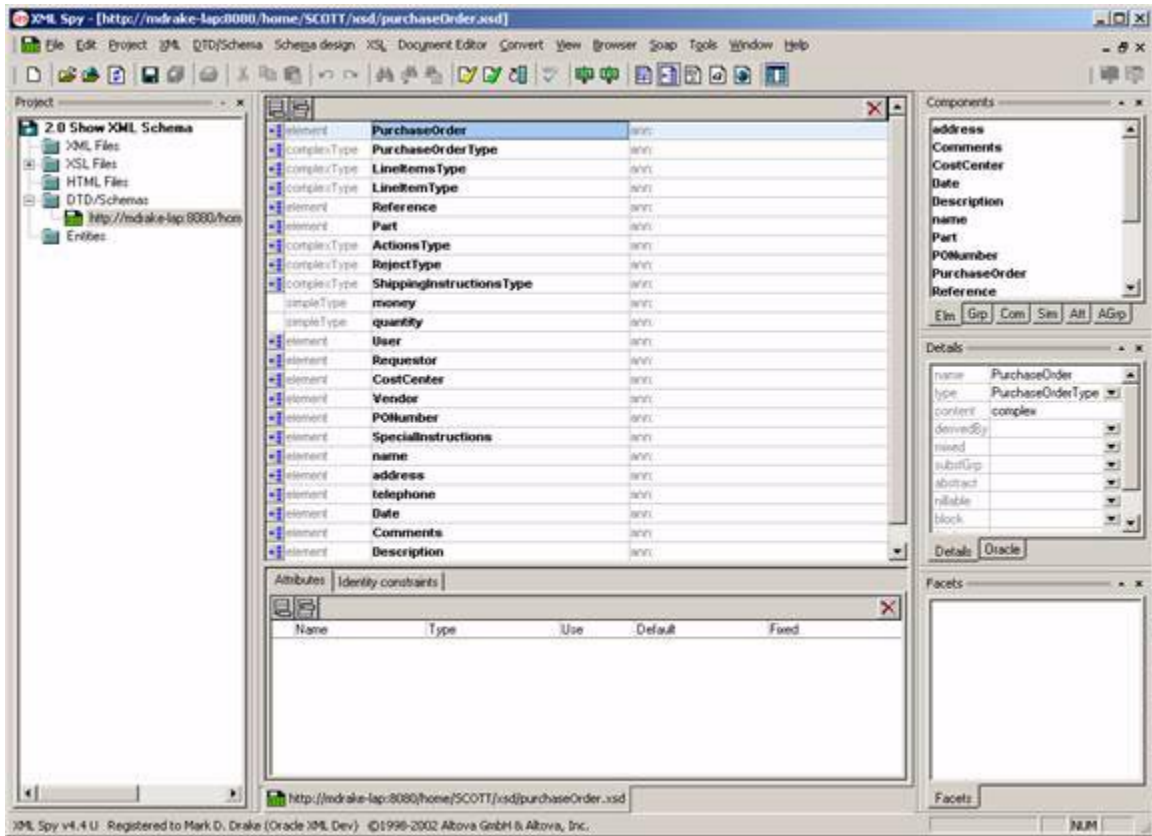 XML Spy - [http://mdrake-lap:8080/home/SCOTT/xsd/purchaseOrder.xsd]
File Edit Project XML DTD/Schema Schema design XSL Document Editor Convert View Browser Soap Tools Window Help
Project
2.0 Show XML Schema
XML Files
XSL Files
HTML Files
DTD/Schemas
http://mdrake-lap:8080/hom
Entities
element PurchaseOrder ann:
complexType PurchaseOrderType ann:
complexType LineItemsType ann:
complexType LineItemType ann:
element Reference ann:
element Part ann:
complexType ActionsType ann:
complexType RejectType ann:
complexType ShippingInstructionsType ann:
simpleType money ann:
simpleType quantity ann:
element User ann:
element Requestor ann:
element CostCenter ann:
element Vendor ann:
element PONumber ann:
element SpecialInstructions ann:
element name ann:
element address ann:
element telephone ann:
element Date ann:
element Comments ann:
element Description ann:
Attributes Identity constraints
Name Type Use Default Fixed
http://mdrake-lap:8080/home/SCOTT/xsd/purchaseOrder.xsd
Components
address
Comments
CostCenter
Date
Description
name
Part
PONumber
PurchaseOrder
Reference
Elm Grp Com Sim Att AGrp
Details
name PurchaseOrder
type PurchaseOrderType
content complex
derivedBy
mixed
substGrp
abstract
nillable
block
Details Oracle
Facets
Facets
XML Spy v4.4 U Registered to Mark D. Drake (Oracle XML Dev) ©1998-2002 Altova GmbH & Altova, Inc. NUM